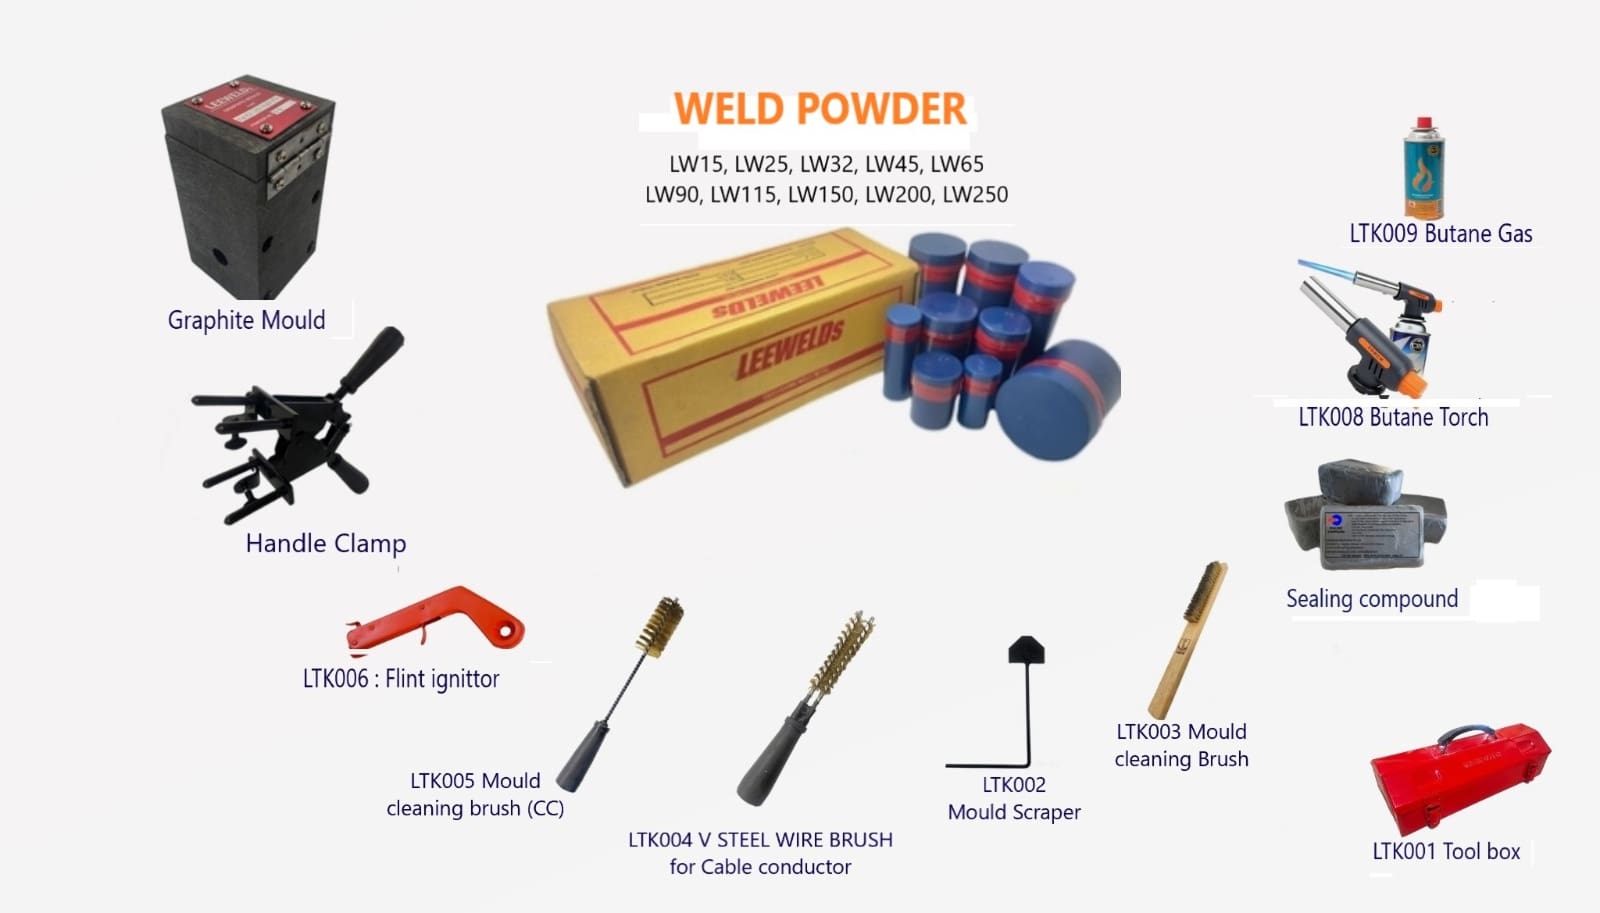 WELD POWDER
LW15, LW25, LW32, LW45, LW65
LW90, LW115, LW150, LW200, LW250
LEEWELDS
Graphite Mould
LEEWELDS
LEEWELDs
LTK009 Butane Gas
LTK008 Butane Torch
Handle Clamp
Sealing compound
LTK006 : Flint ignittor
LTK003 Mould
cleaning Brush
LTK005 Mould
cleaning brush (CC)
LTK002
Mould Scraper
LTK004 V STEEL WIRE BRUSH
for Cable conductor
LTK001 Tool box